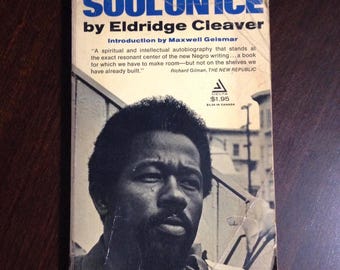 SOUL ON ICE
by Eldridge Cleaver
Introduction by Maxwell Geismar
"A spiritual and intellectual autobiography that stands at
the exact resonant center of the new Negro writing . . . a book
for which we have to make room—but not on the shelves we
have already built." Richard Gilman, THE NEW REPUBLIC
$1.95